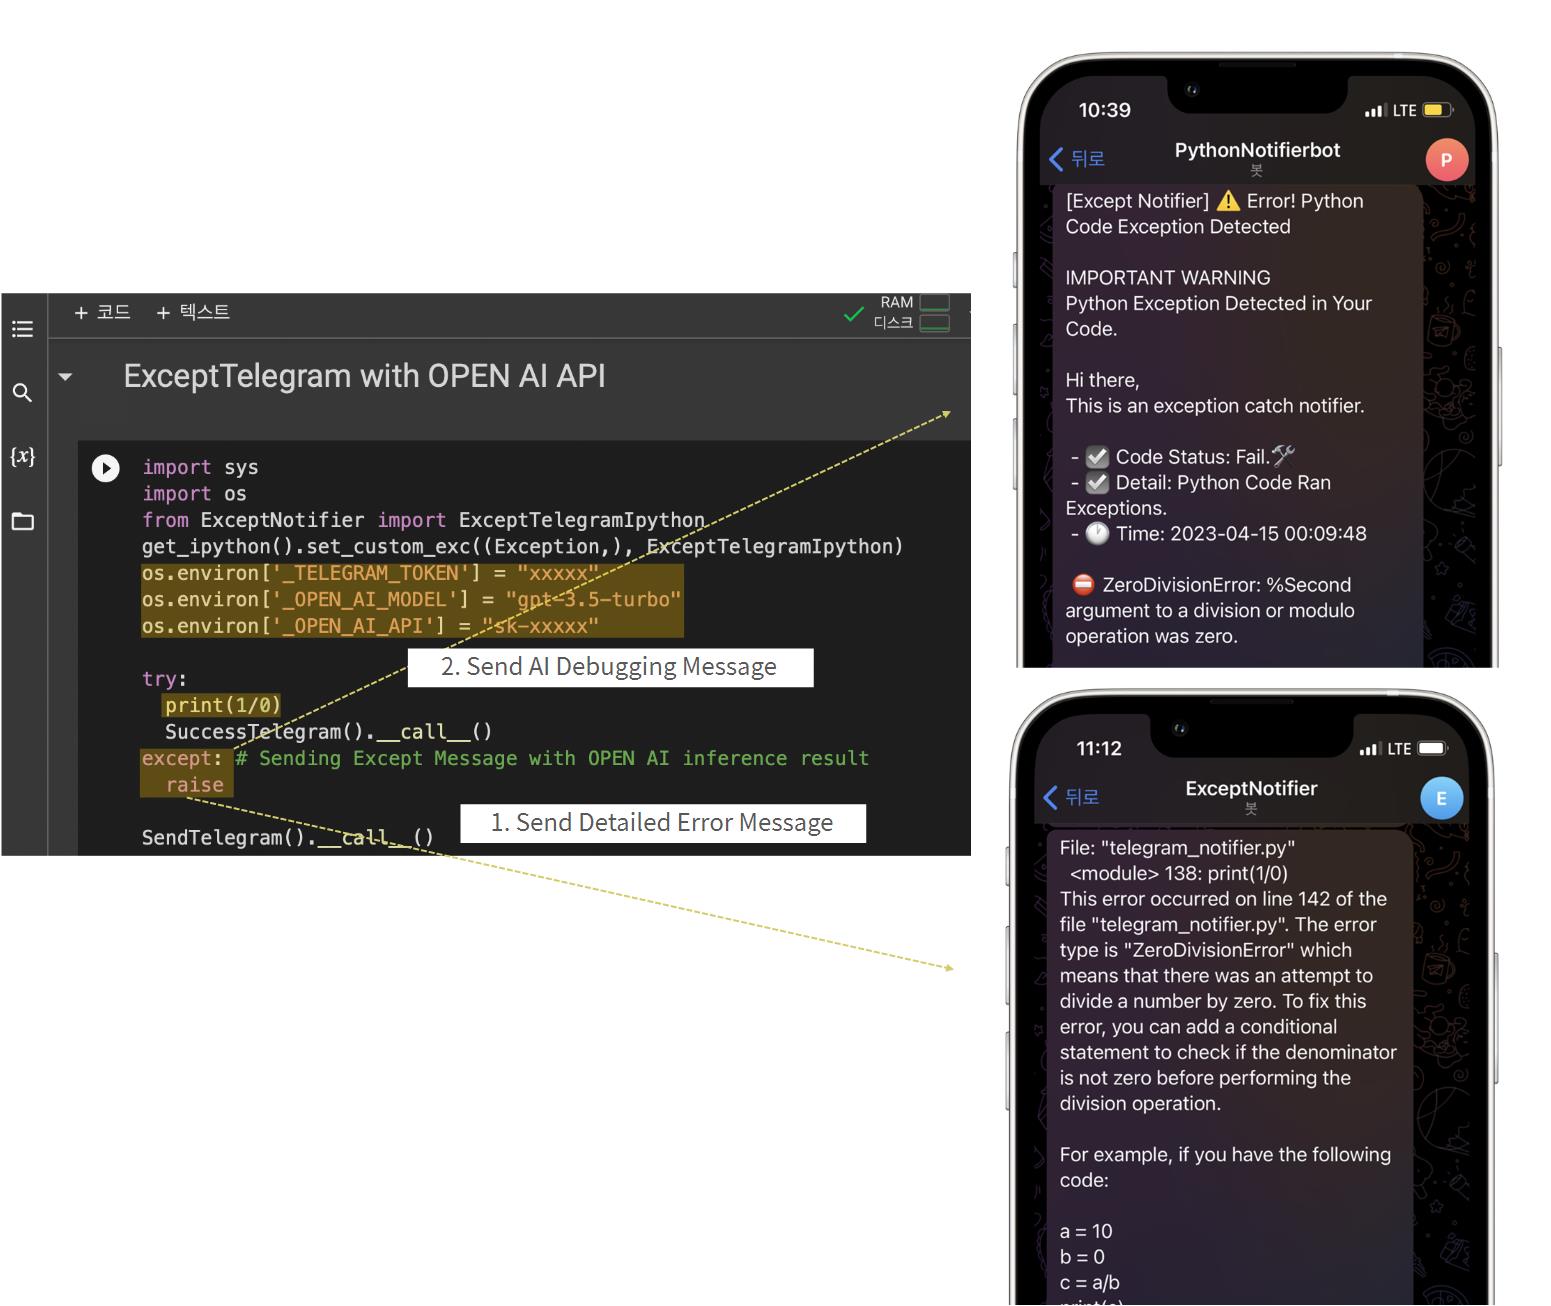 + 코드 + 텍스트
RAM
디스크
ExceptTelegram with OPEN AI API
{x}
import sys
import os
from ExceptNotifier import ExceptTelegramIpython
get_ipython().set_custom_exc((Exception,), ExceptTelegramIpython)
os.environ['_TELEGRAM_TOKEN'] = "xxxxx"
os.environ['_OPEN_AI_MODEL'] = "gpt-3.5-turbo"
os.environ['_OPEN_AI_API'] = "sk-xxxxx"
2. Send AI Debugging Message
try:
print(1/0)
SuccessTelegram().__call__()
except: # Sending Except Message with OPEN AI inference result
raise
1. Send Detailed Error Message
SendTelegram().__call__()
10:39
LTE
뒤로
PythonNotifierbot
봇
P
[Except Notifier] ⚠️ Error! Python
Code Exception Detected
IMPORTANT WARNING
Python Exception Detected in Your
Code.
Hi there,
This is an exception catch notifier.
- ☑️ Code Status: Fail.🛠
- ☑️ Detail: Python Code Ran
Exceptions.
- 🕐 Time: 2023-04-15 00:09:48
⛔ ZeroDivisionError: %Second
argument to a division or modulo
operation was zero.
11:12
LTE
뒤로
ExceptNotifier
봇
E
File: "telegram_notifier.py"
<module> 138: print(1/0)
This error occurred on line 142 of the
file "telegram_notifier.py". The error
type is "ZeroDivisionError" which
means that there was an attempt to
divide a number by zero. To fix this
error, you can add a conditional
statement to check if the denominator
is not zero before performing the
division operation.
For example, if you have the following
code:
a = 10
b = 0
c = a/b
print(c)